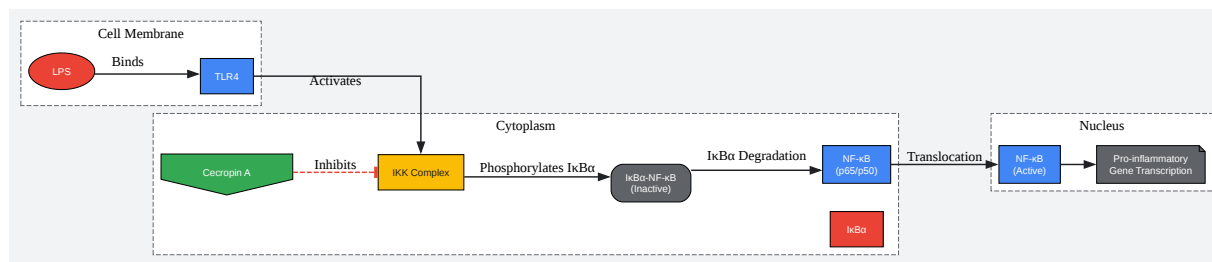 Cell Membrane
LPS
Binds
TLR4
Activates
Cytoplasm
Cecropin A
Inhibits
IKK Complex
Phosphorylates IκBα
IκBα-NF-κB
(Inactive)
IκBα Degradation
NF-κB
(p65/p50)
IκBα
Translocation
Nucleus
NF-κB
(Active)
Pro-inflammatory
Gene Transcription